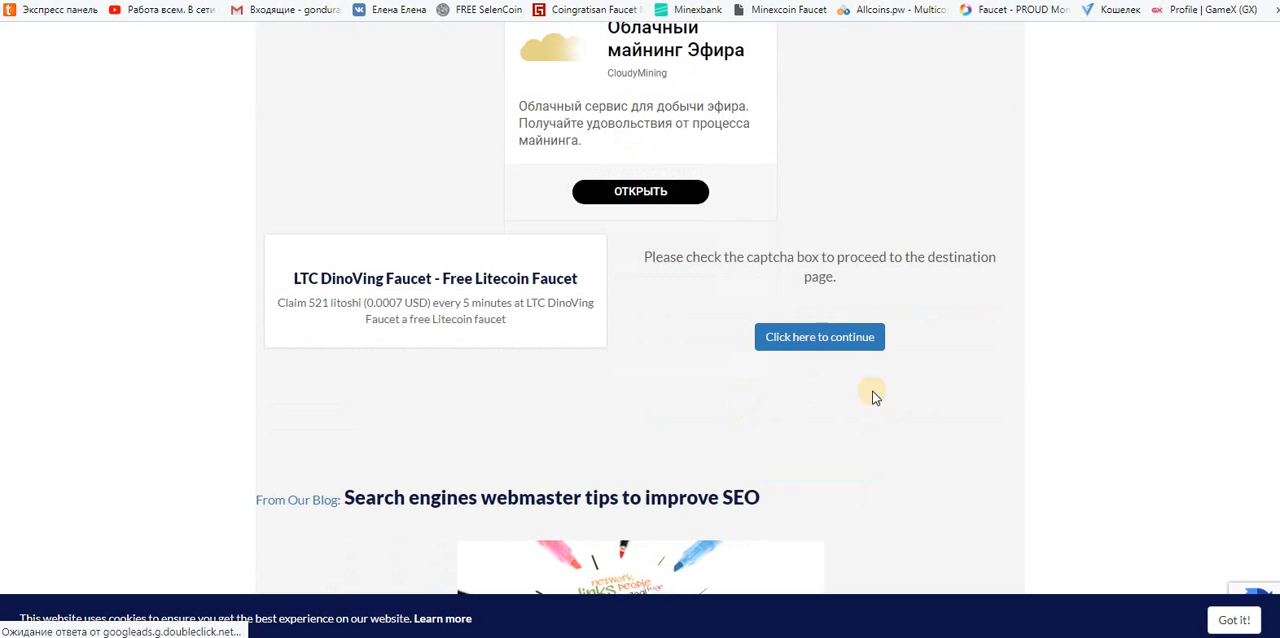 Экспресс панель
Работа всем. В сети
Входящие - gondura
Елена Елена
FREE SelenCoin
Coingratisan Faucet
Minexbank
Minexcoin Faucet
Allcoins.pw - Multico
Faucet - PROUD Mo
Кошелек
Profile | GameX (GX)
Облачный
майнинг Эфира
CloudyMining
Облачный сервис для добычи эфира.
Получайте удовольствия от процесса
майнинга.
ОТКРЫТЬ
LTC DinoVing Faucet - Free Litecoin Faucet
Claim 521 litoshi (0.0007 USD) every 5 minutes at LTC DinoVing
Faucet a free Litecoin faucet
Please check the captcha box to proceed to the destination
page.
Click here to continue
From Our Blog: Search engines webmaster tips to improve SEO
network
links people
This website uses cookies to ensure you get the best experience on our website. Learn more
Got it!
Ожидание ответа от googleads.g.doubleclick.net...